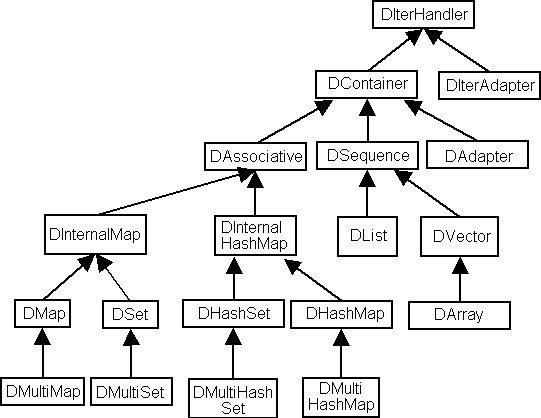 DIterHandler
DContainer
DIterAdapter
DAssociative
DSequence
DAdapter
DInternalMap
DInternal
HashMap
DList
DVector
DMap
DSet
DHashSet
DHashMap
DArray
DMultiMap
DMultiSet
DMultiHash
Set
DMulti
HashMap